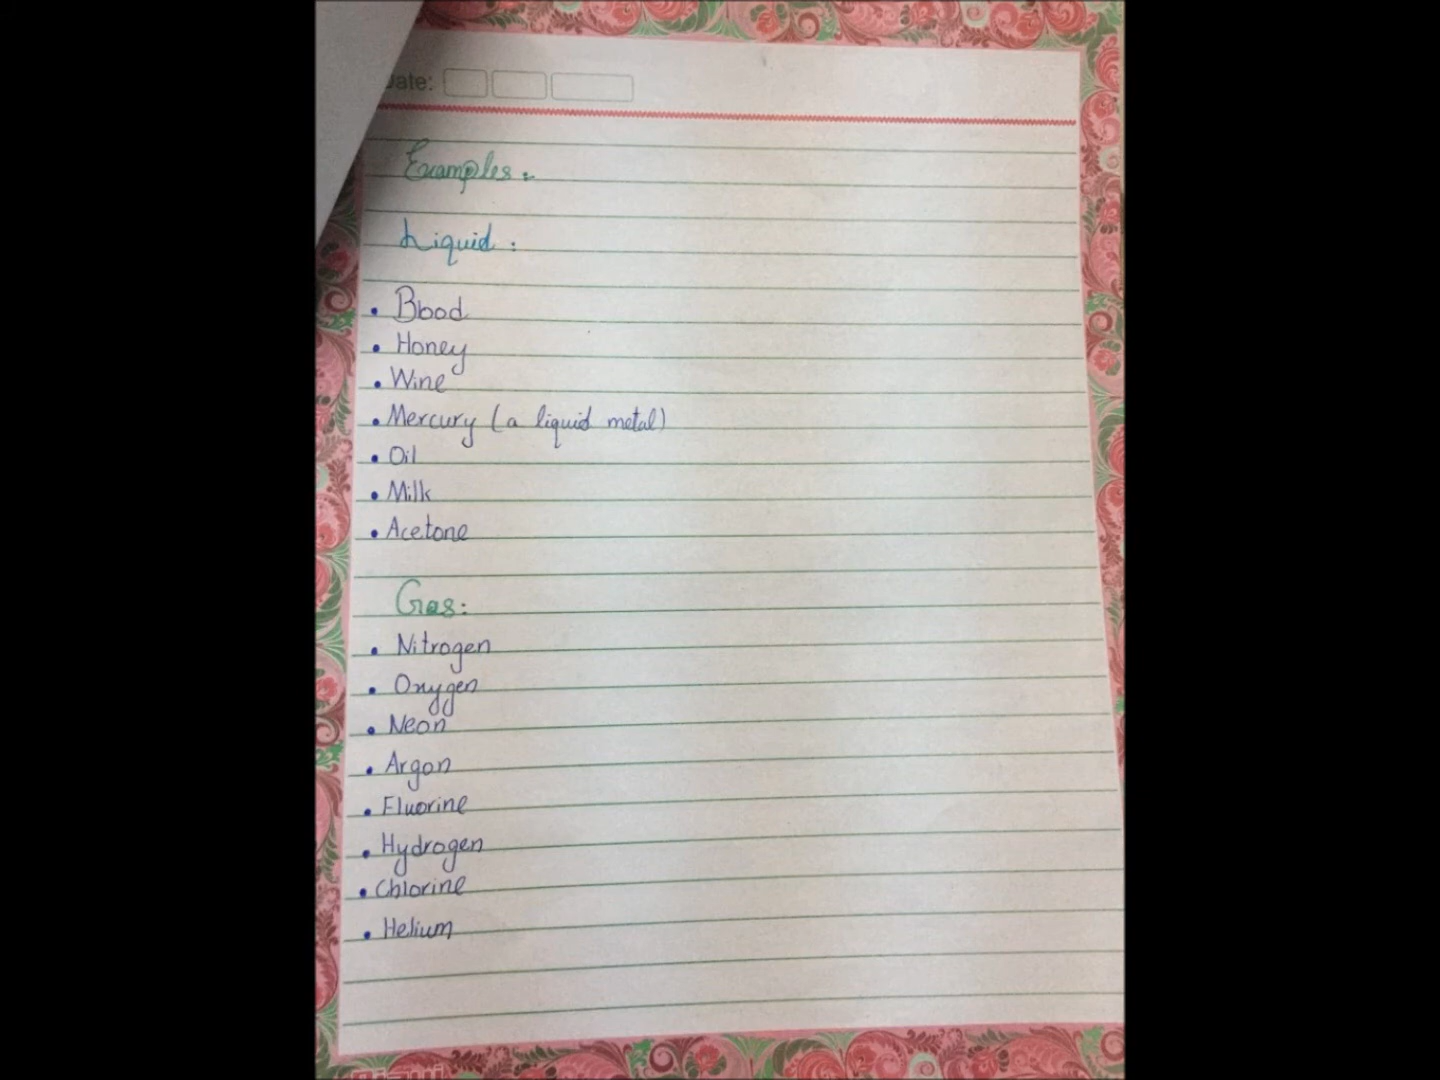 Date:
Examples:
Liquid:
• Blood
• Honey
• Wine
• Mercury (a liquid metal)
• Oil
• Milk
• Acetone
Gas:
• Nitrogen
• Oxygen
• Neon
• Argon
• Fluorine
• Hydrogen
• Chlorine
• Helium